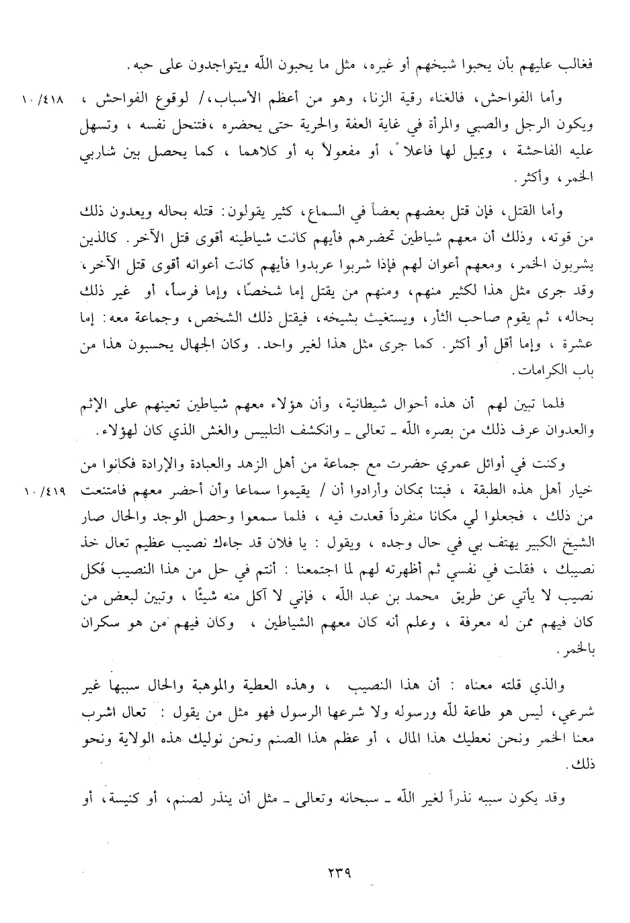 فغالب عليهم بأن يحبوا شيخهم أو غيره، مثل ما يحبون الله ويتواجدون على حبه.
وأما الفواحش، فالغناء رقية الزنا، وهو من أعظم الأسباب،/ لوقوع الفواحش ، ١٠/٤١٨
ويكون الرجل والصبي والمرأة في غاية العفة والحرية حتى يحضره ،فتنحل نفسه ، وتسهل
عليه الفاحشة ، ويميل لها فاعلاً ، أو مفعولاً به أو كلاهما ، كما يحصل بين شاربي
الخمر، وأكثر.
وأما القتل، فإن قتل بعضهم بعضاً في السماع، كثير يقولون: قتله بحاله ويعدون ذلك
من قوته، وذلك أن معهم شياطين تحضرهم فأيهم كانت شياطينه أقوى قتل الآخر. كالذين
يشربون الخمر، ومعهم أعوان لهم فإذا شربوا عربدوا فأيهم كانت أعوانه أقوى قتل الآخر،
وقد جرى مثل هذا لكثير منهم، ومنهم من يقتل إما شخصًا، وإما فرساً، أو غير ذلك
بحاله، ثم يقوم صاحب الثأر، ويستغيث بشيخه، فيقتل ذلك الشخص، وجماعة معه: إما
عشرة ، وإما أقل أو أكثر. كما جرى مثل هذا لغير واحد. وكان الجهال يحسبون هذا من
باب الكرامات.
فلما تبين لهم أن هذه أحوال شيطانية، وأن هؤلاء معهم شياطين تعينهم على الإثم
والعدوان عرف ذلك من بصره الله ـ تعالى ـ وانكشف التلبيس والغش الذي كان لهؤلاء.
وكنت في أوائل عمري حضرت مع جماعة من أهل الزهد والعبادة والإرادة فكانوا من
خيار أهل هذه الطبقة ، فبتنا بمكان وأرادوا أن / يقيموا سماعا وأن أحضر معهم فامتنعت ١٠/٤١٩
من ذلك ، فجعلوا لي مكانا منفرداً قعدت فيه ، فلما سمعوا وحصل الوجد والحال صار
الشيخ الكبير يهتف بي في حال وجده ، ويقول : يا فلان قد جاءك نصيب عظيم تعال خذ
نصيبك ، فقلت في نفسي ثم أظهرته لهم لما اجتمعنا : أنتم في حل من هذا النصيب فكل
نصيب لا يأتي عن طريق محمد بن عبد الله ، فإني لا آكل منه شيئًا ، وتبين لبعض من
كان فيهم ممن له معرفة ، وعلم أنه كان معهم الشياطين ، وكان فيهم من هو سكران
بالخمر.
والذي قلته معناه : أن هذا النصيب ، وهذه العطية والموهبة والحال سببها غير
شرعي، ليس هو طاعة لله ورسوله ولا شرعها الرسول فهو مثل من يقول : تعال اشرب
معنا الخمر ونحن نعطيك هذا المال ، أو عظم هذا الصنم ونحن نوليك هذه الولاية ونحو
ذلك.
وقد يكون سببه نذراً لغير الله ـ سبحانه وتعالى ـ مثل أن ينذر لصنم، أو كنيسة، أو
٢٣٩